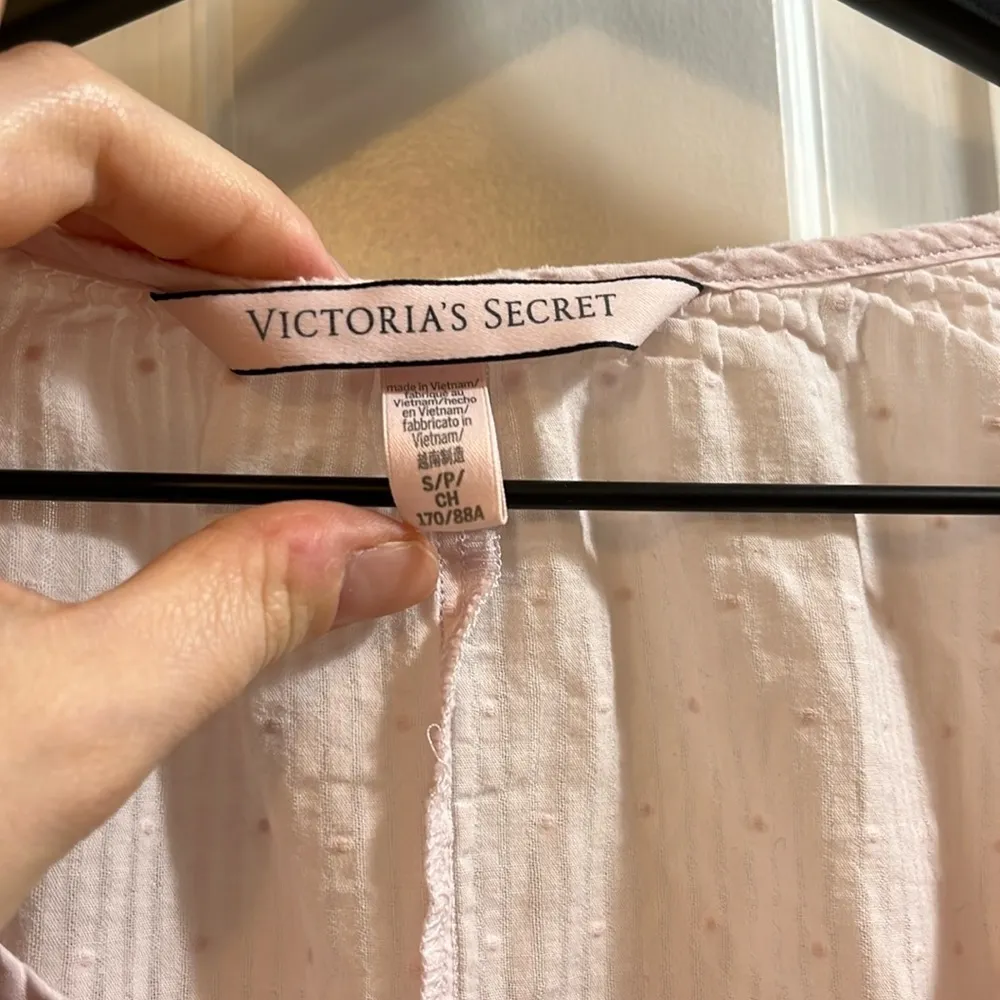 VICTORIA'S SECRET
made in Vietnam/
fabriqué au
Vietnam/hecho
en Vietnam/
fabbricato in
Vietnam/
越南制造
S/P/
CH
170/88A